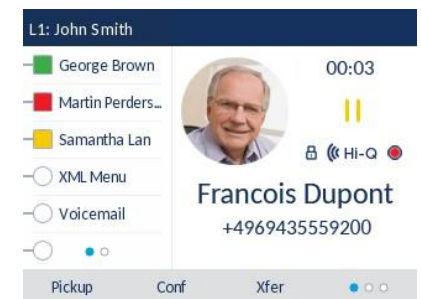 L1: John Smith
George Brown
Martin Perders...
Samantha Lan
XML Menu
Voicemail
00:03
Hi-Q
Francois Dupont
+4969435559200
Pickup Conf Xfer